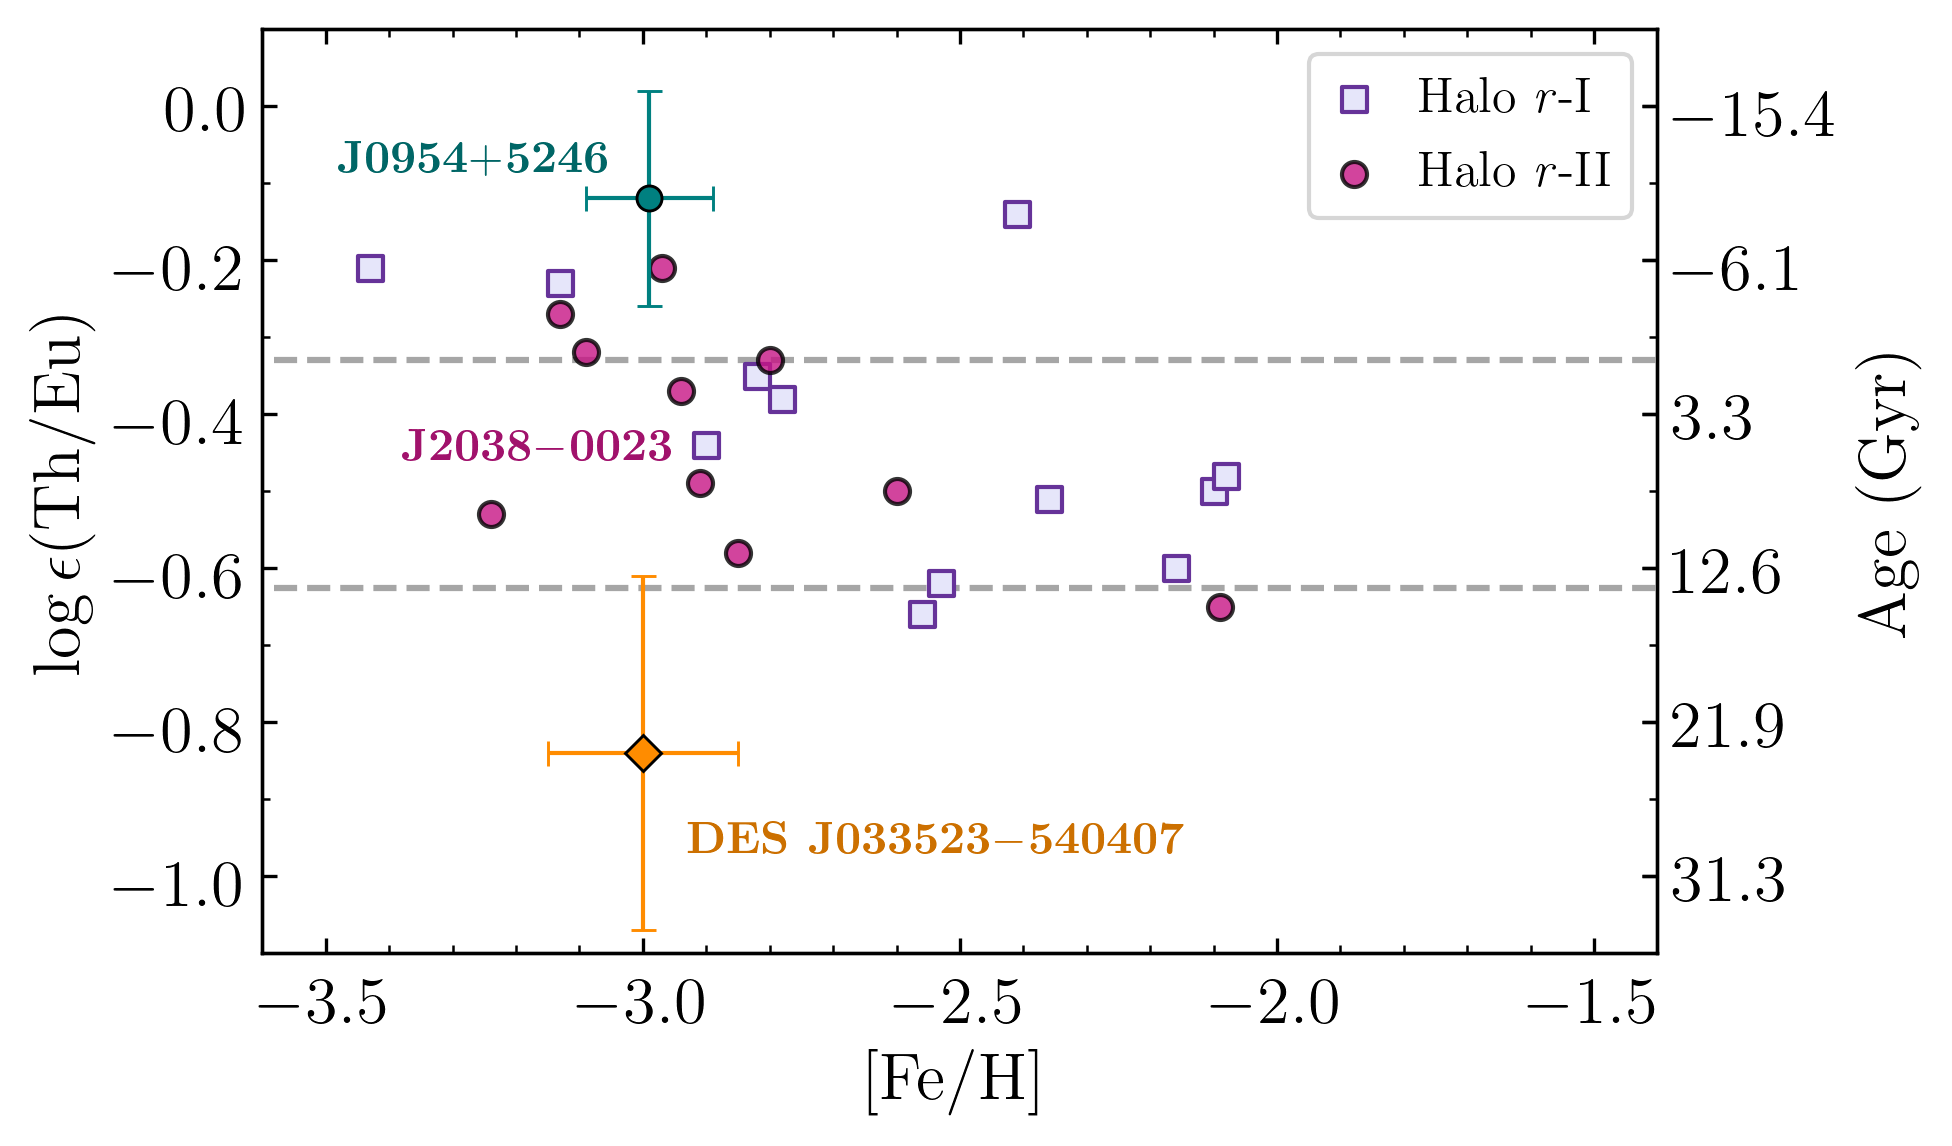 Halo r-I
Halo r-II
J0954+5246
J2038−0023
DES J033523−540407
0.0
−0.2
−0.4
−0.6
−0.8
−1.0
log ϵ(Th/Eu)
−15.4
−6.1
3.3
12.6
21.9
31.3
Age (Gyr)
−3.5 −3.0 −2.5 −2.0 −1.5
[Fe/H]